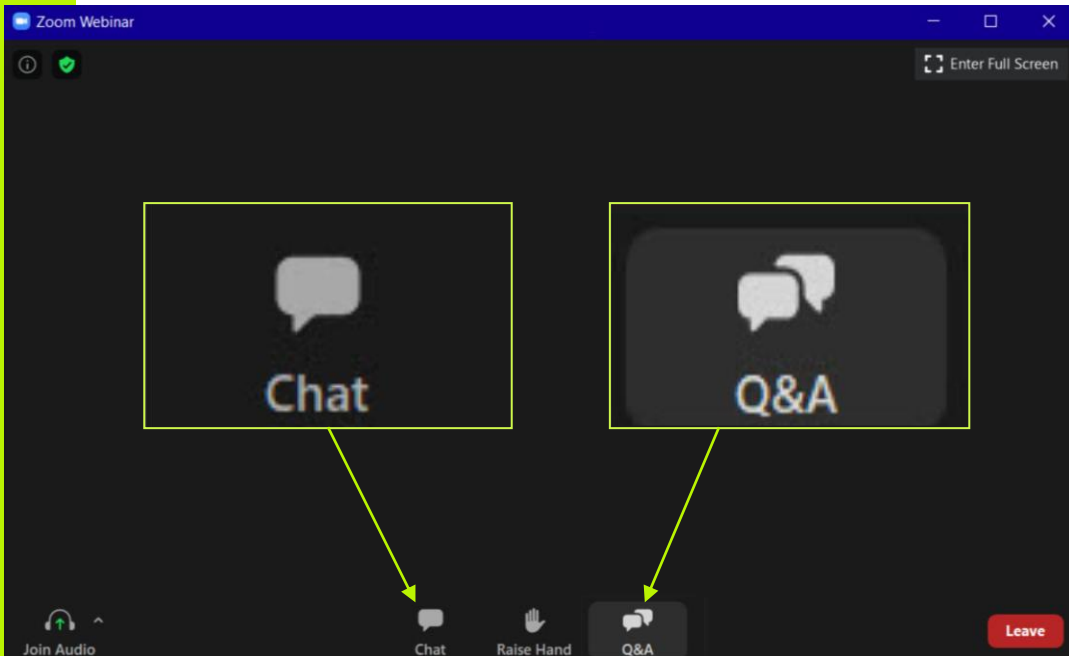 Zoom Webinar
Enter Full Screen
Chat
Q&A
Join Audio
Chat
Raise Hand
Q&A
Leave